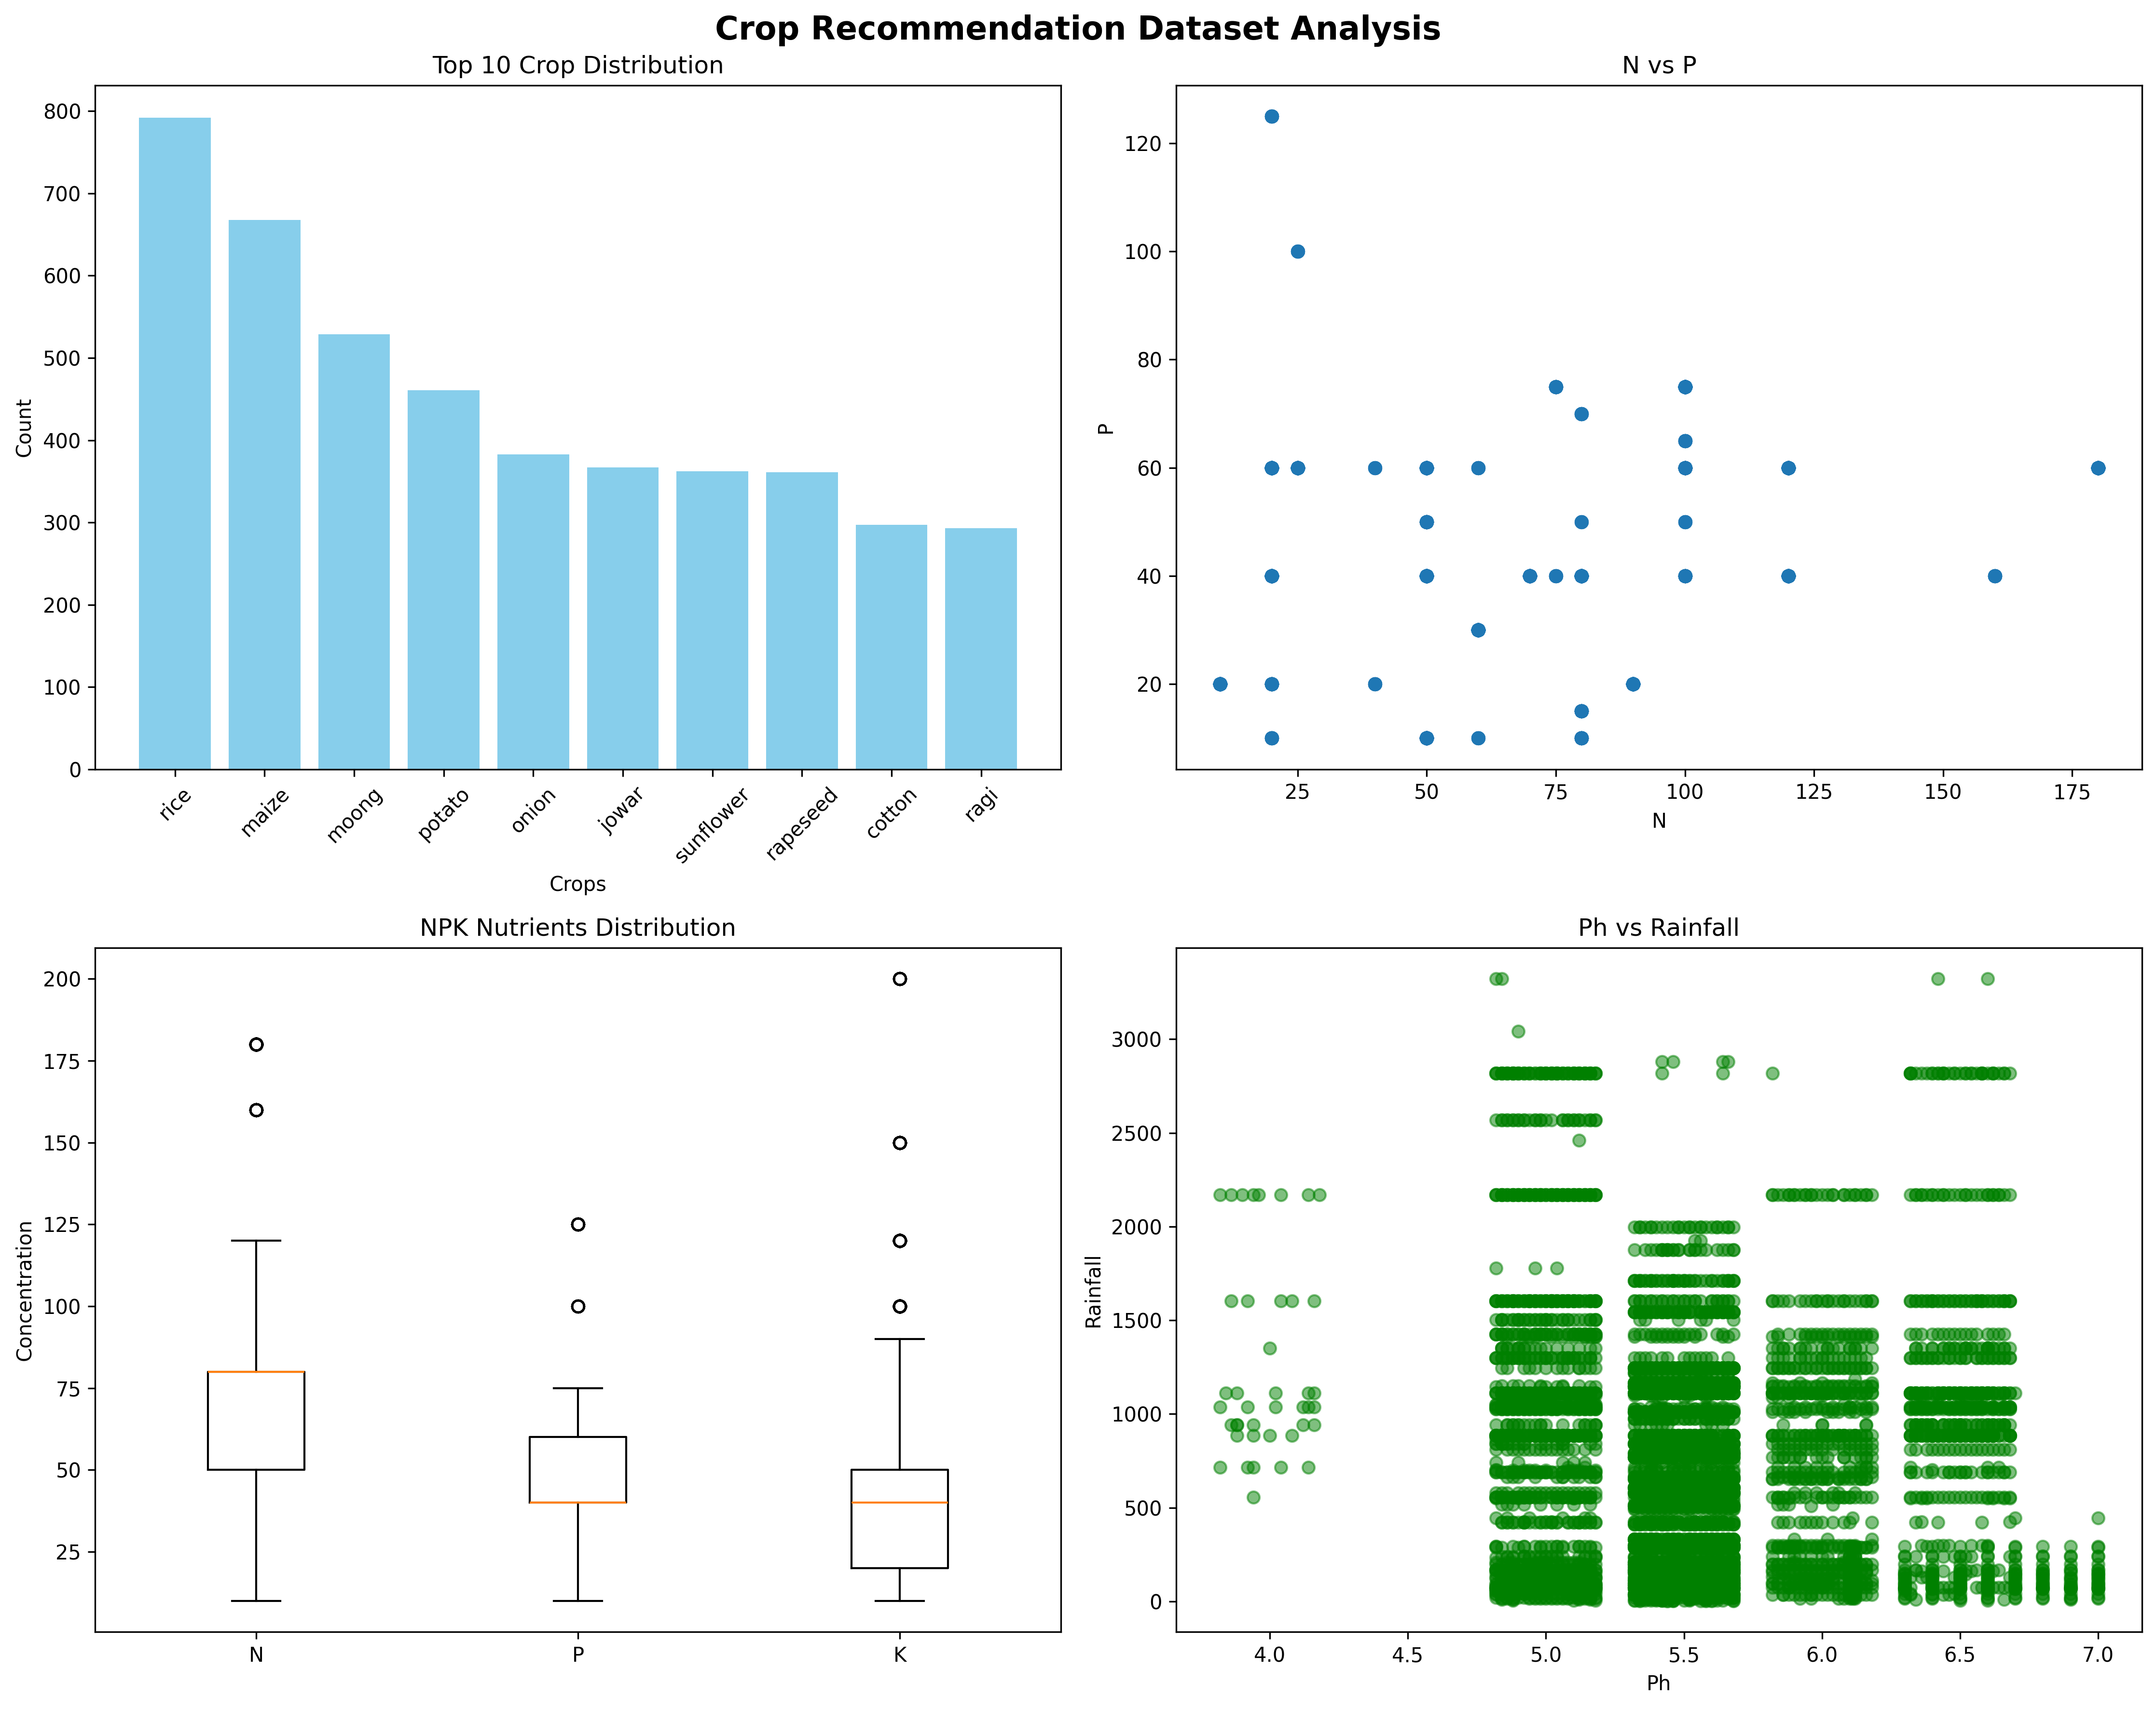 Crop Recommendation Dataset Analysis
Top 10 Crop Distribution
800
700
600
500
400
300
200
100
0
Count
rice
maize
moong
potato
onion
jowar
sunflower
rapeseed
cotton
ragi
Crops
N vs P
120
100
80
60
40
20
P
25
50
75
100
125
150
175
N
NPK Nutrients Distribution
200
175
150
125
100
75
50
25
Concentration
N
P
K
Ph vs Rainfall
3000
2500
2000
1500
1000
500
0
Rainfall
4.0
4.5
5.0
5.5
6.0
6.5
7.0
Ph